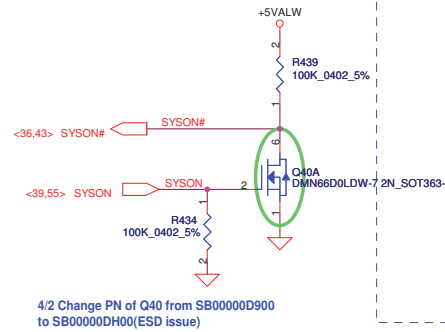 +5VALW
2
R439
100K_0402_5%
1
SYSON#
<36,43> SYSON#
6
Q40A
DMN66D0LDW-7 2N_SOT363-
<39,55> SYSON
SYSON
2
1
1
R434
100K_0402_5%
2
4/2 Change PN of Q40 from SB00000D900
to SB00000DH00(ESD issue)